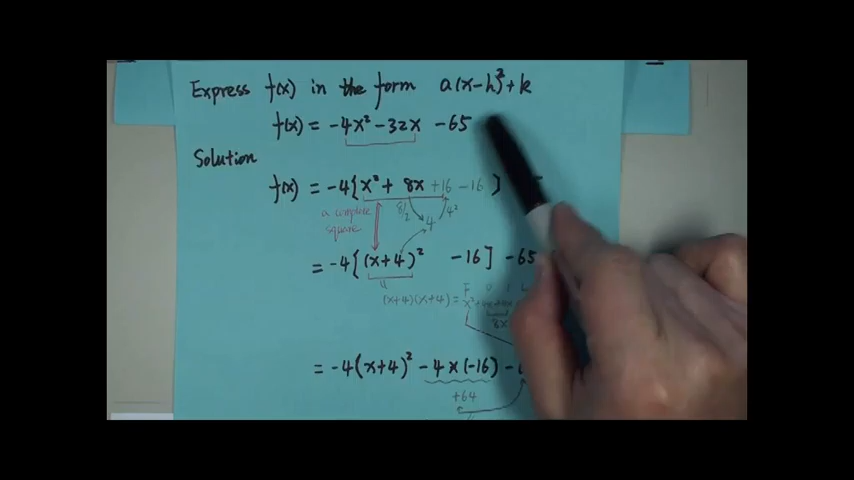 Express f(x) in the form a(x-h)²+k
f(x) = -4x² -32x -65
Solution
f(x) = -4[x² + 8x +16 -16]
a complete square
8/2 4 4²
= -4[(x+4)² -16] -65
F O I L
(x+4)(x+4) = x²+
8x
= -4(x+4)² -4×(-16) -
+64